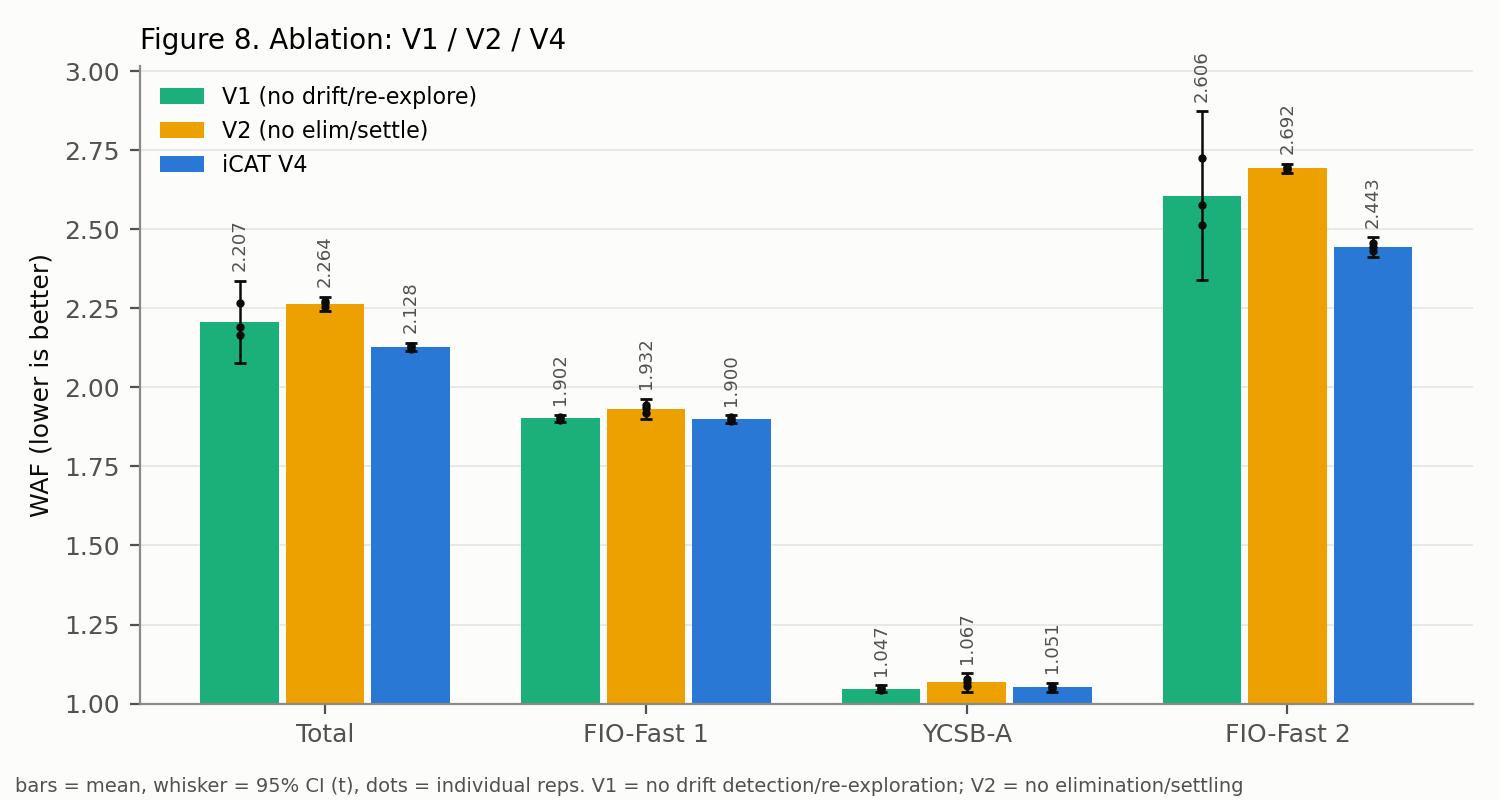 Figure 8. Ablation: V1 / V2 / V4
V1 (no drift/re-explore)
V2 (no elim/settle)
iCAT V4
WAF (lower is better)
3.00
2.75
2.50
2.25
2.00
1.75
1.50
1.25
1.00
2.207
2.264
2.128
1.902
1.932
1.900
1.047
1.067
1.051
2.606
2.692
2.443
Total
FIO-Fast 1
YCSB-A
FIO-Fast 2
bars = mean, whisker = 95% CI (t), dots = individual reps. V1 = no drift detection/re-exploration; V2 = no elimination/settling